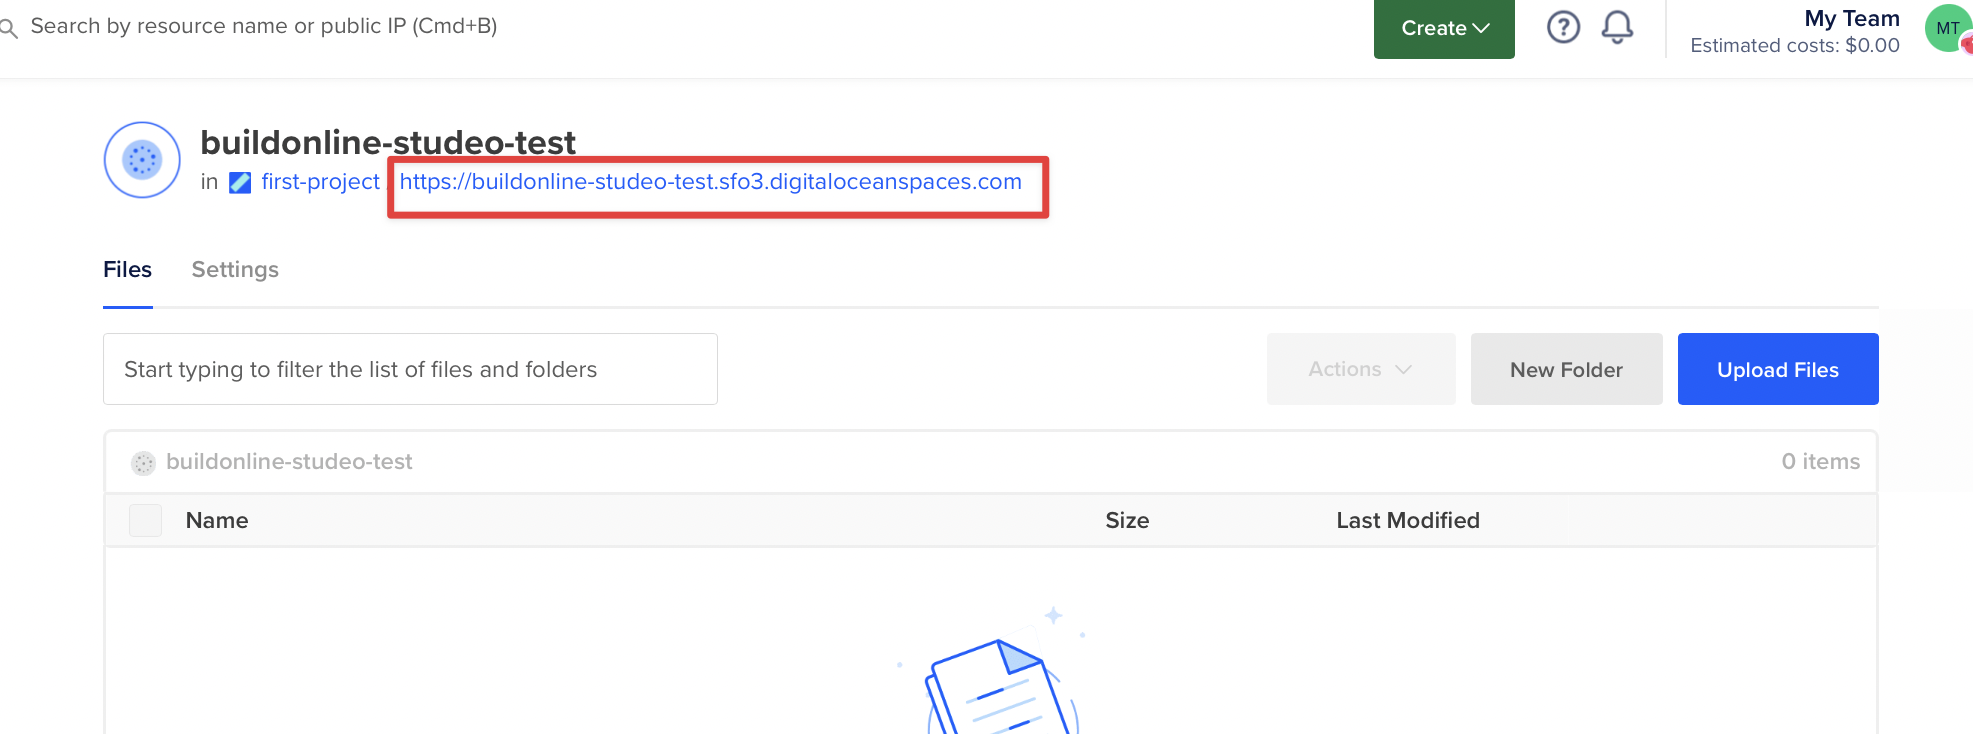 Search by resource name or public IP (Cmd+B)
Create
My Team
Estimated costs: $0.00
MT
buildonline-studeo-test
in first-project https://buildonline-studeo-test.sfo3.digitaloceanspaces.com
Files Settings
Start typing to filter the list of files and folders
Actions
New Folder
Upload Files
buildonline-studeo-test
0 items
Name Size Last Modified